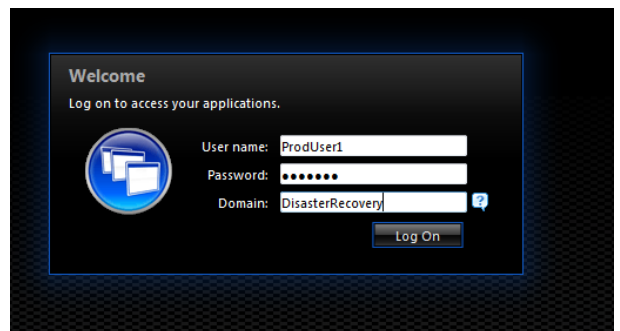 Welcome
Log on to access your applications.
User name: ProdUser1
Password: •••••••
Domain: DisasterRecovery ?
Log On